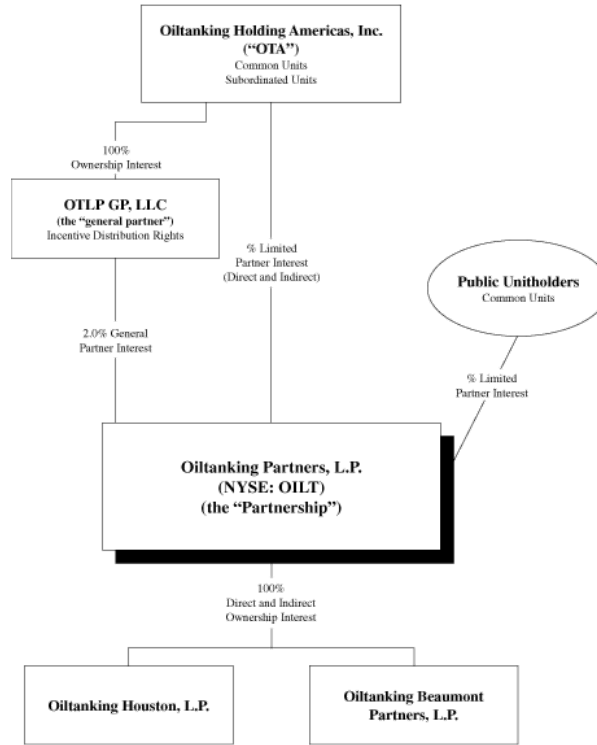 Oiltanking Holding Americas, Inc.
(“OTA”)
Common Units
Subordinated Units
100%
Ownership Interest
OTLP GP, LLC
(the “general partner”)
Incentive Distribution Rights
% Limited
Partner Interest
(Direct and Indirect)
Public Unitholders
Common Units
2.0% General
Partner Interest
% Limited
Partner Interest
Oiltanking Partners, L.P.
(NYSE: OILT)
(the “Partnership”)
100%
Direct and Indirect
Ownership Interest
Oiltanking Houston, L.P.
Oiltanking Beaumont
Partners, L.P.